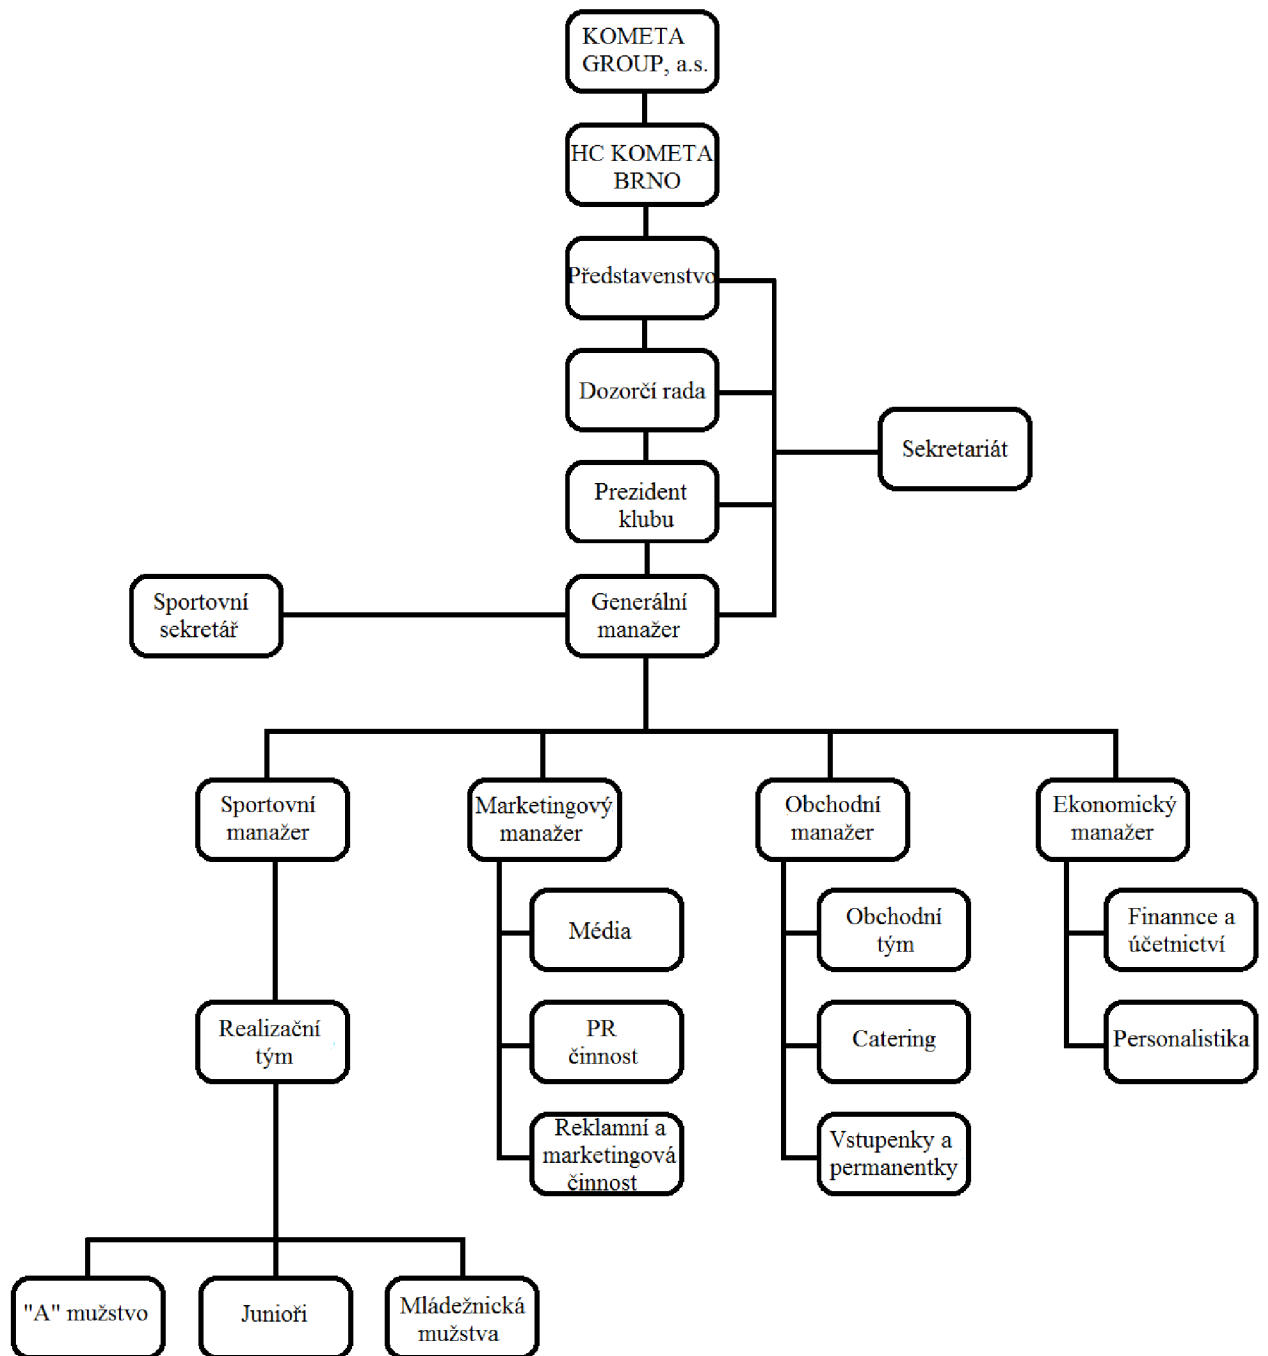 KOMETA
GROUP, a.s.
HC KOMETA
BRNO
Představenstvo
Dozorčí rada
Sekretariát
Prezident
klubu
Sportovní
sekretář
Generální
manažer
Sportovní
manažer
Marketingový
manažer
Obchodní
manažer
Ekonomický
manažer
Média
Obchodní
tým
Finannce a
účetnictví
Realizační
tým
PR
činnost
Catering
Personalistika
Reklamní a
marketingová
činnost
Vstupenky a
permanentky
"A" mužstvo
Junioři
Mládežnická
mužstva